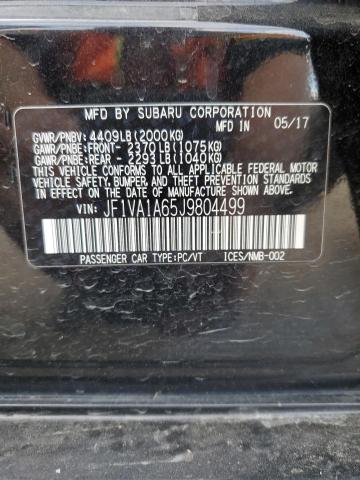 MFD BY SUBARU CORPORATION
MFD IN 05/17
GVWR/PNBV: 4409LB(2000KG)
GAWR/PNBE:FRONT- 2370LB(1075KG)
GAWR/PNBE:REAR - 2293LB(1040KG)
THIS VEHICLE CONFORMS TO ALL APPLICABLE FEDERAL MOTOR
VEHICLE SAFETY, BUMPER, AND THEFT PREVENTION STANDARDS
IN EFFECT ON THE DATE OF MANUFACTURE SHOWN ABOVE.
VIN: JF1VA1A65J9804499
PASSENGER CAR TYPE:PC/VT ICES/NMB-002